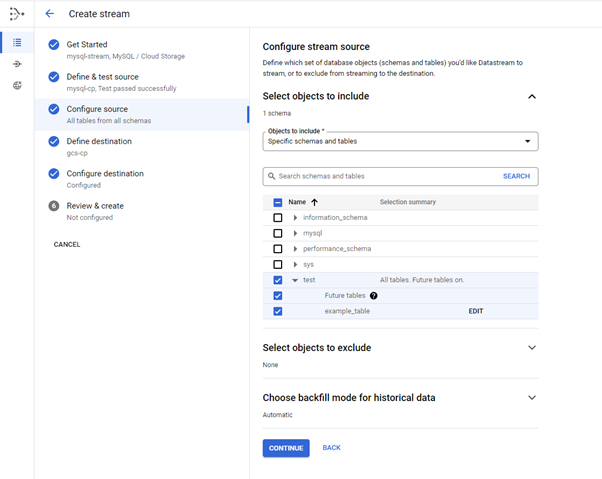 Create stream
Get Started
mysql-stream, MySQL / Cloud Storage
Define & test source
mysql-cp, Test passed successfully
Configure source
All tables from all schemas
Define destination
gcs-cp
Configure destination
Configured
6 Review & create
Not configured
CANCEL
Configure stream source
Define which set of database objects (schemas and tables) you'd like Datastream to
stream, or to exclude from streaming to the destination.
Select objects to include
1 schema
Objects to include *
Specific schemas and tables
Search schemas and tables SEARCH
Name Selection summary
information_schema
mysql
performance_schema
sys
test All tables. Future tables on.
Future tables ?
example_table EDIT
Select objects to exclude
None
Choose backfill mode for historical data
Automatic
CONTINUE BACK